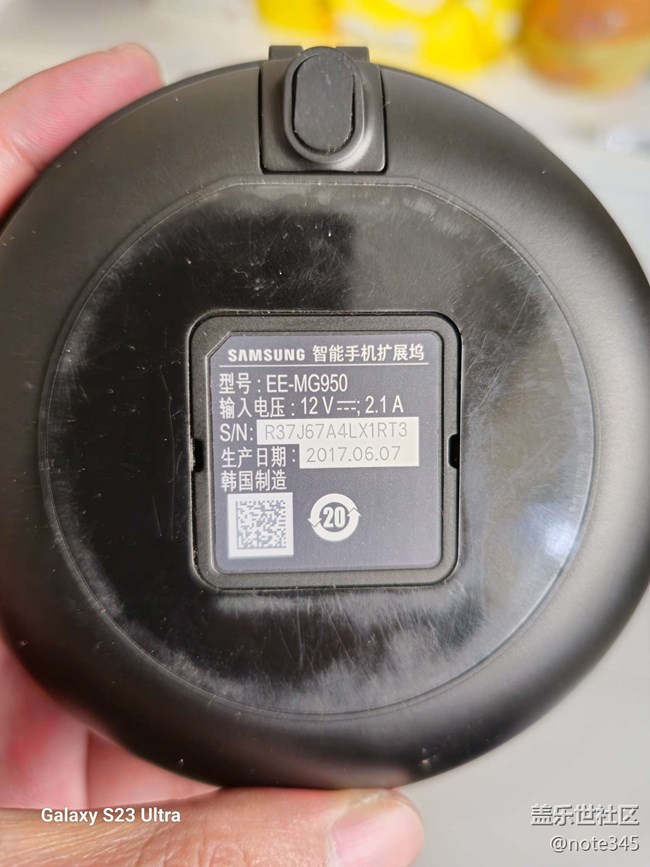 SAMSUNG 智能手机扩展坞
型号 : EE-MG950
输入电压 : 12 V⎓; 2.1 A
S/N: R37J67A4LX1RT3
生产日期 : 2017.06.07
韩国制造
20
Galaxy S23 Ultra
盖乐世社区
@note345